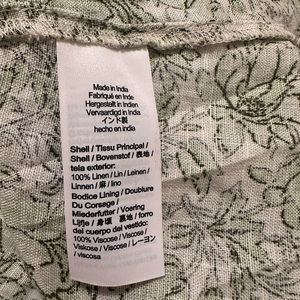 Made in India
Fabriqué en Inde
Hergestellt in Indien
Vervaardigd in India
インド製
hecho en india
Shell / Tissu Principal /
Shell / Bovenstof / 表地 /
tela exterior:
100% Linen / Lin / Leinen /
Linnen / 麻 / lino
Bodice Lining / Doublure
Du Corsage /
Miederfutter / Voering
Lijfje / 身頃 裏地 / forro
del cuerpo del vestido:
100% Viscose / Viscose /
Viskose / Viscose / レーヨン
/ viscosa